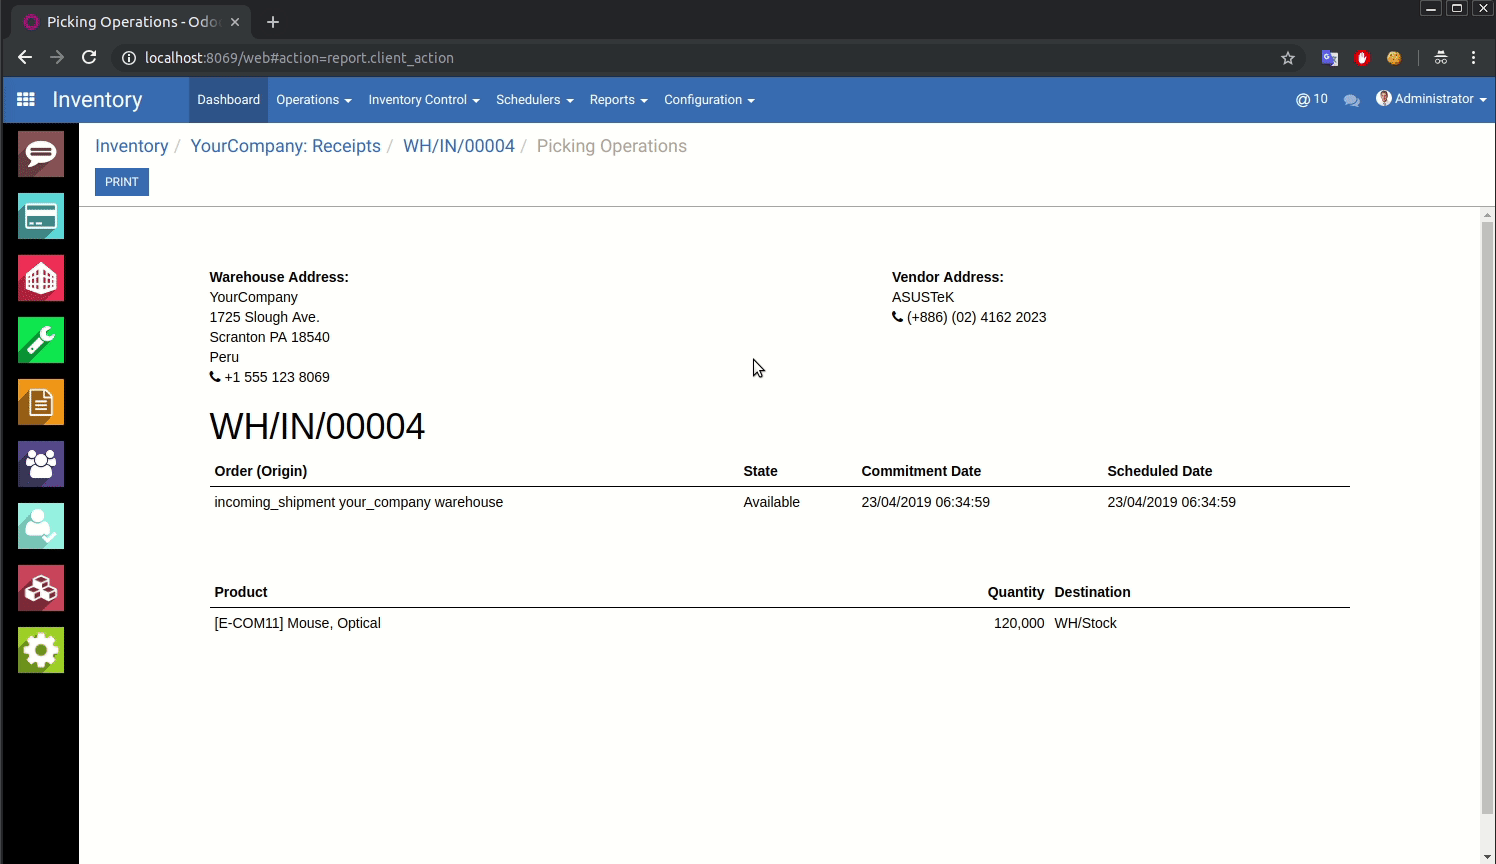 Picking Operations - Odo
localhost:8069/web#action=report.client_action
Inventory Dashboard Operations Inventory Control Schedulers Reports Configuration @ 10 Administrator
Inventory / YourCompany: Receipts / WH/IN/00004 / Picking Operations
PRINT
Warehouse Address:
YourCompany
1725 Slough Ave.
Scranton PA 18540
Peru
+1 555 123 8069
Vendor Address:
ASUSTeK
(+886) (02) 4162 2023
WH/IN/00004
Order (Origin) State Commitment Date Scheduled Date
incoming_shipment your_company warehouse Available 23/04/2019 06:34:59 23/04/2019 06:34:59
Product Quantity Destination
[E-COM11] Mouse, Optical 120,000 WH/Stock